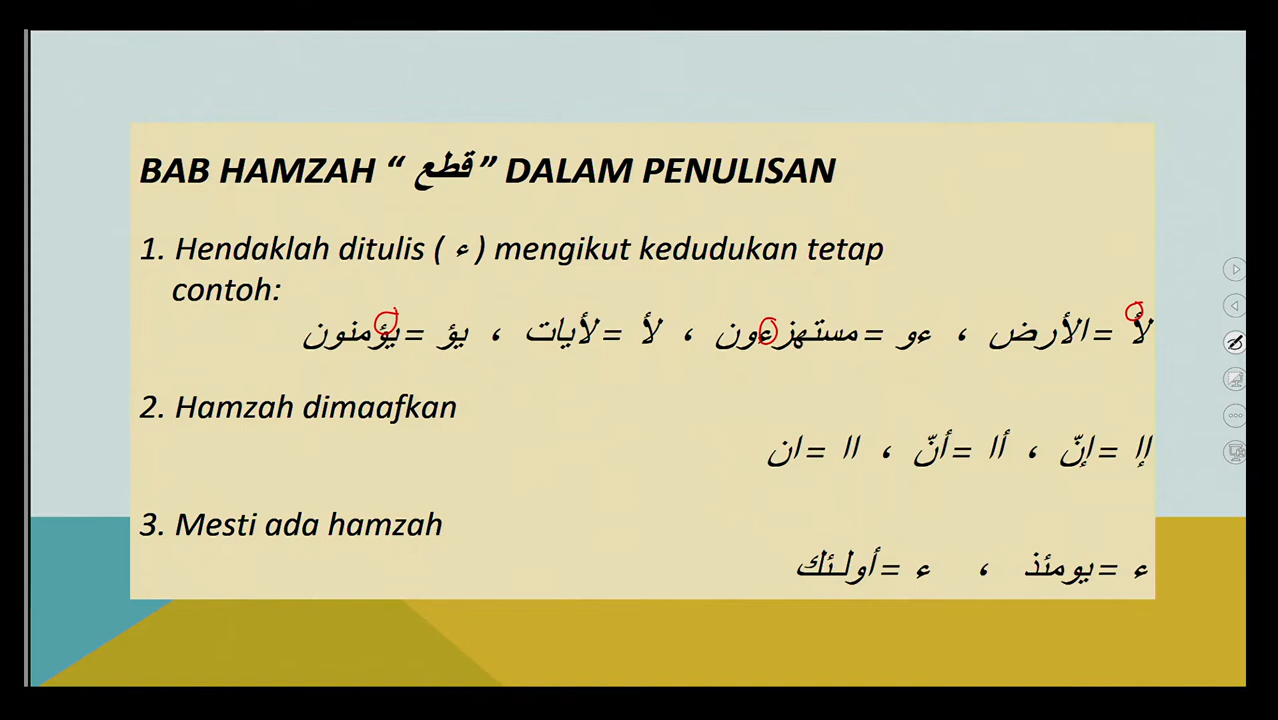 BAB HAMZAH “ قطع ” DALAM PENULISAN
1. Hendaklah ditulis ( ء ) mengikut kedudukan tetap
contoh:
لأ = الأرض ، ءو = مستهزءون ، لأ = لأيات ، يؤ = يؤمنون
2. Hamzah dimaafkan
إا = إنّ ، أا = أنّ ، اا = ان
3. Mesti ada hamzah
ء = يومئذ ، ء = أولئك